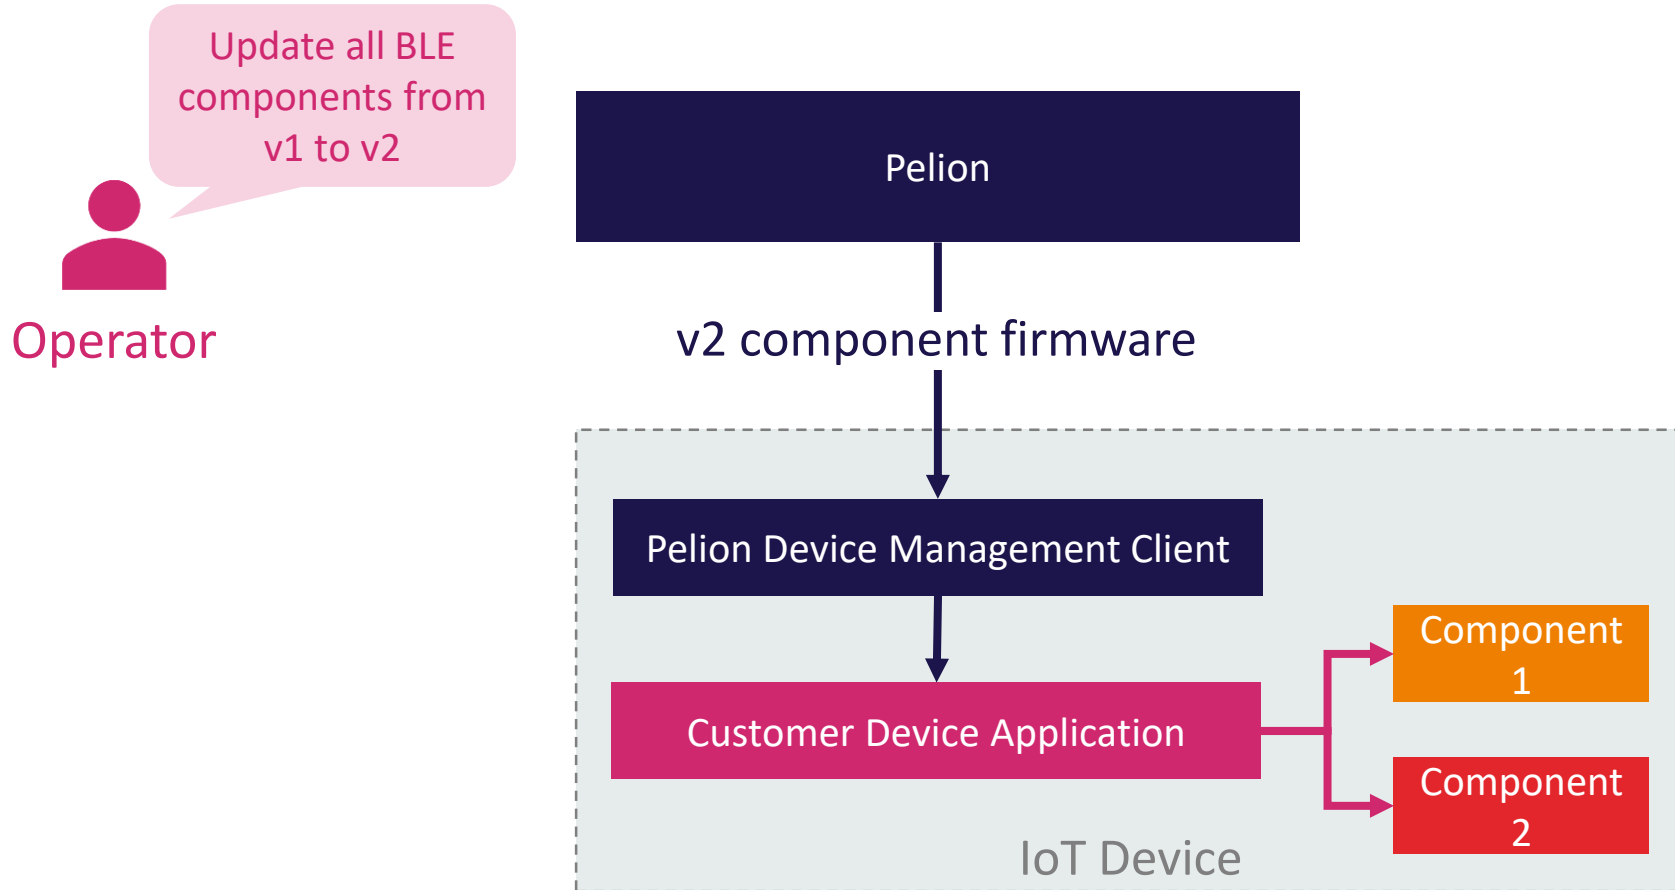 Update all BLE
components from
v1 to v2
Operator
Pelion
v2 component firmware
Pelion Device Management Client
Customer Device Application
Component
1
Component
2
IoT Device